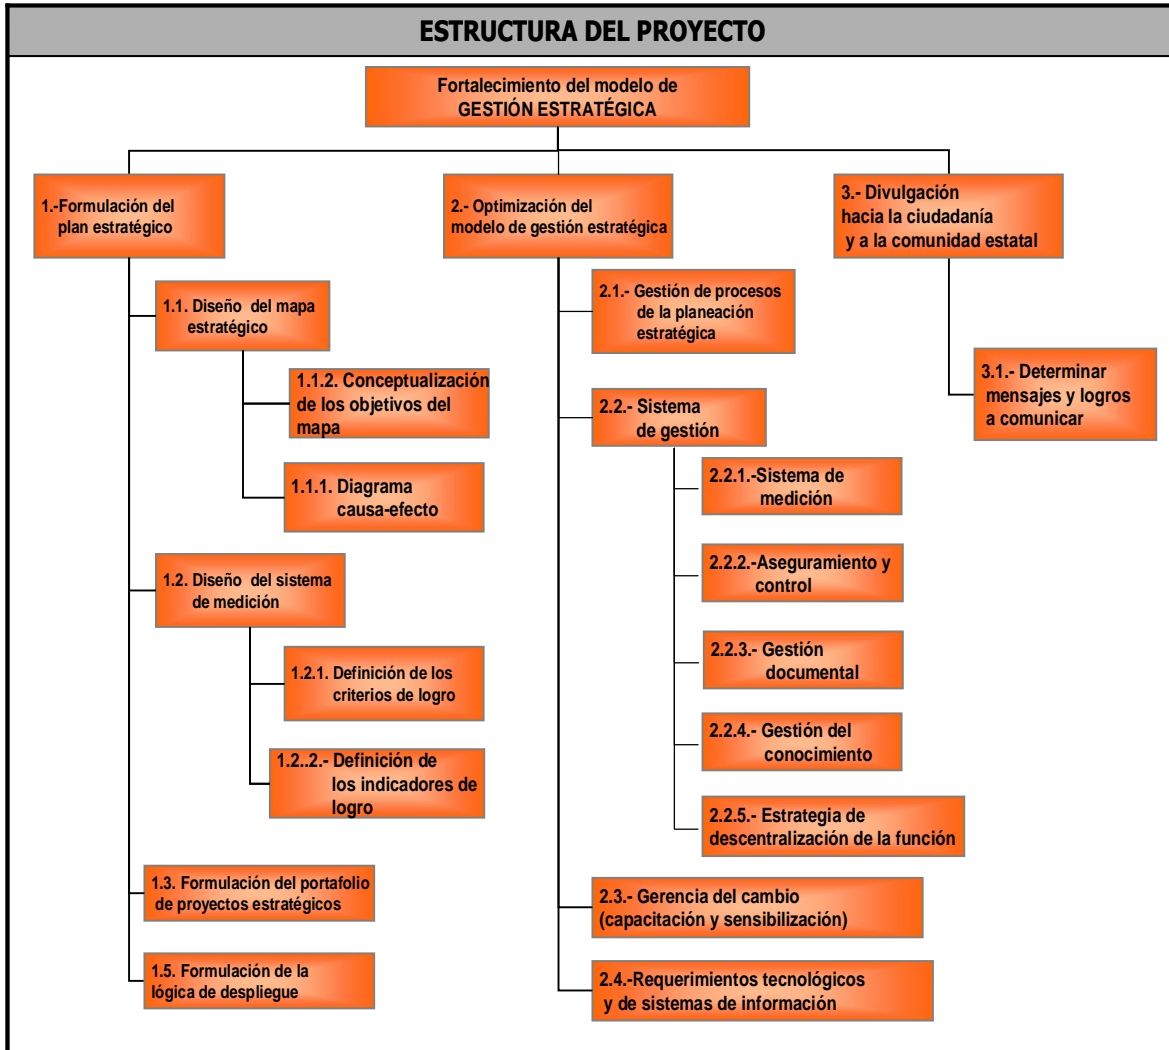 ESTRUCTURA DEL PROYECTO
Fortalecimiento del modelo de
GESTIÓN ESTRATÉGICA
1.-Formulación del
plan estratégico
1.1. Diseño del mapa
estratégico
1.1.2. Conceptualización
de los objetivos del
mapa
1.1.1. Diagrama
causa-efecto
1.2. Diseño del sistema
de medición
1.2.1. Definición de los
criterios de logro
1.2..2.- Definición de
los indicadores de
logro
1.3. Formulación del portafolio
de proyectos estratégicos
1.5. Formulación de la
lógica de despliegue
2.- Optimización del
modelo de gestión estratégica
2.1.- Gestión de procesos
de la planeación
estratégica
2.2.- Sistema
de gestión
2.2.1.-Sistema de
medición
2.2.2.-Aseguramiento y
control
2.2.3.- Gestión
documental
2.2.4.- Gestión del
conocimiento
2.2.5.- Estrategia de
descentralización de la función
2.3.- Gerencia del cambio
(capacitación y sensibilización)
2.4.-Requerimientos tecnológicos
y de sistemas de información
3.- Divulgación
hacia la ciudadanía
y a la comunidad estatal
3.1.- Determinar
mensajes y logros
a comunicar